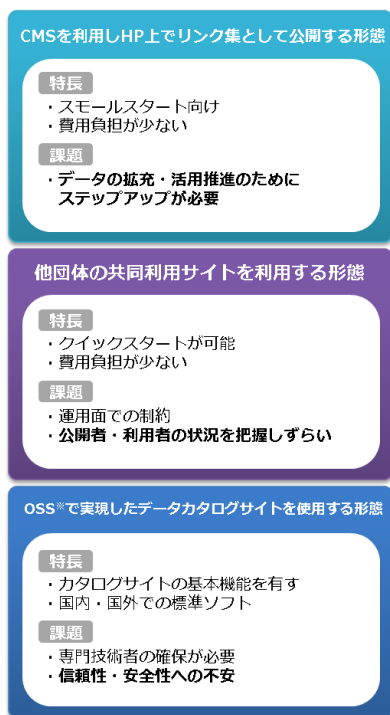 CMSを利用しHP上でリンク集として公開する形態
特長
・スモールスタート向け
・費用負担が少ない
課題
・データの拡充・活用推進のために
ステップアップが必要
他団体の共同利用サイトを利用する形態
特長
・クイックスタートが可能
・費用負担が少ない
課題
・運用面での制約
・公開者・利用者の状況を把握しづらい
OSS※で実現したデータカタログサイトを使用する形態
特長
・カタログサイトの基本機能を有す
・国内・国外での標準ソフト
課題
・専門技術者の確保が必要
・信頼性・安全性への不安